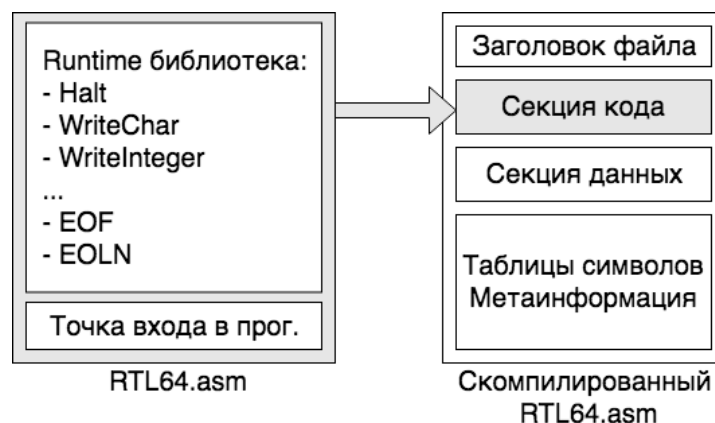 Runtime библиотека:
- Halt
- WriteChar
- WriteInteger
...
- EOF
- EOLN
Точка входа в прог.
RTL64.asm
Заголовок файла
Секция кода
Секция данных
Таблицы символов
Метаинформация
Скомпилированный
RTL64.asm